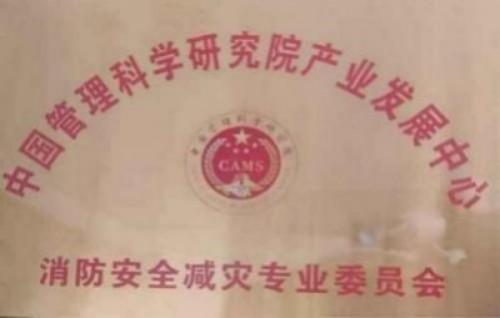 中国管理科学研究院产业发展中心
CAMS
消防安全减灾专业委员会